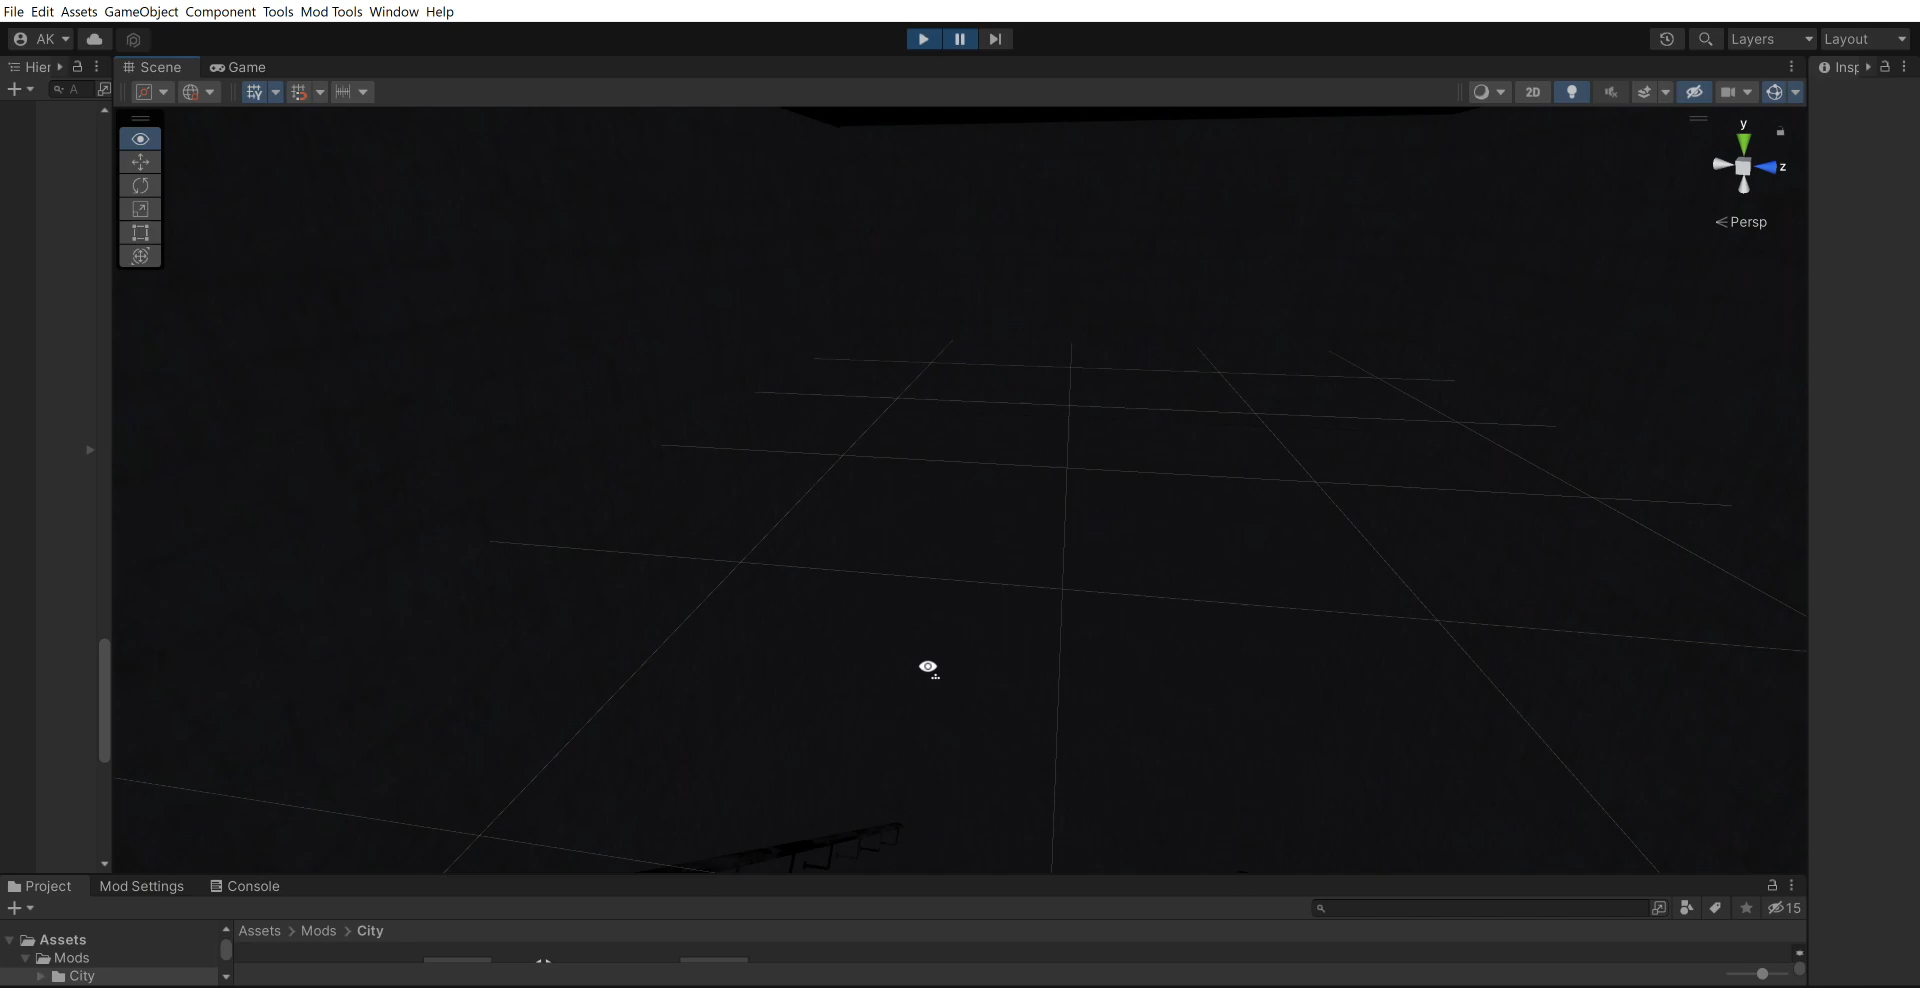 File Edit Assets GameObject Component Tools Mod Tools Window Help
AK
Layers Layout
Hier Scene Game Insp
A 2D
y
z
Persp
Project Mod Settings Console
15
Assets Assets > Mods > City
Mods
City